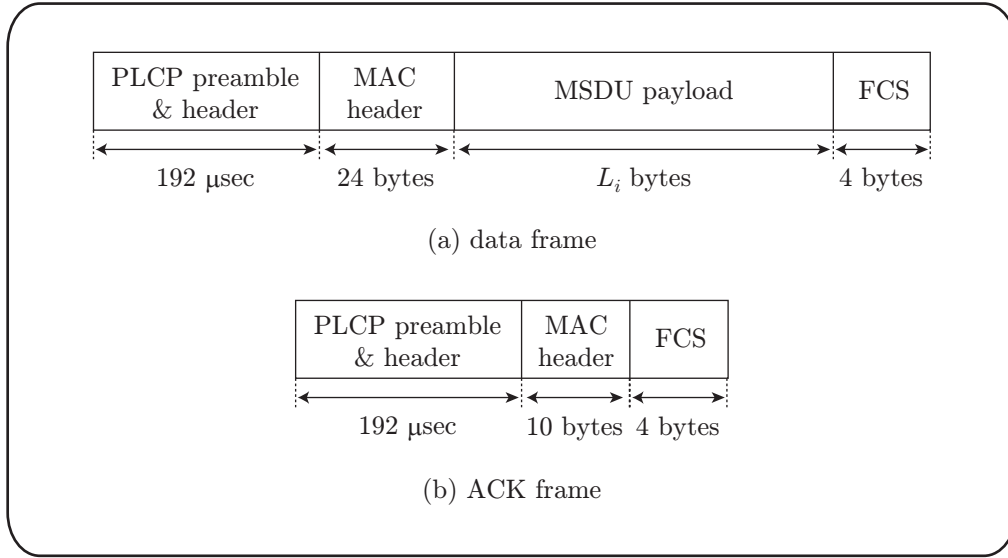 PLCP preamble & header MAC header MSDU payload FCS
192 μsec 24 bytes L_i bytes 4 bytes
(a) data frame
PLCP preamble & header MAC header FCS
192 μsec 10 bytes 4 bytes
(b) ACK frame